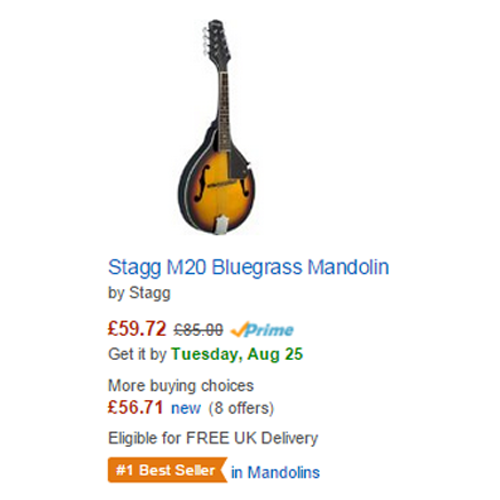 Stagg M20 Bluegrass Mandolin
by Stagg
£59.72 £85.00 Prime
Get it by Tuesday, Aug 25
More buying choices
£56.71 new (8 offers)
Eligible for FREE UK Delivery
#1 Best Seller in Mandolins